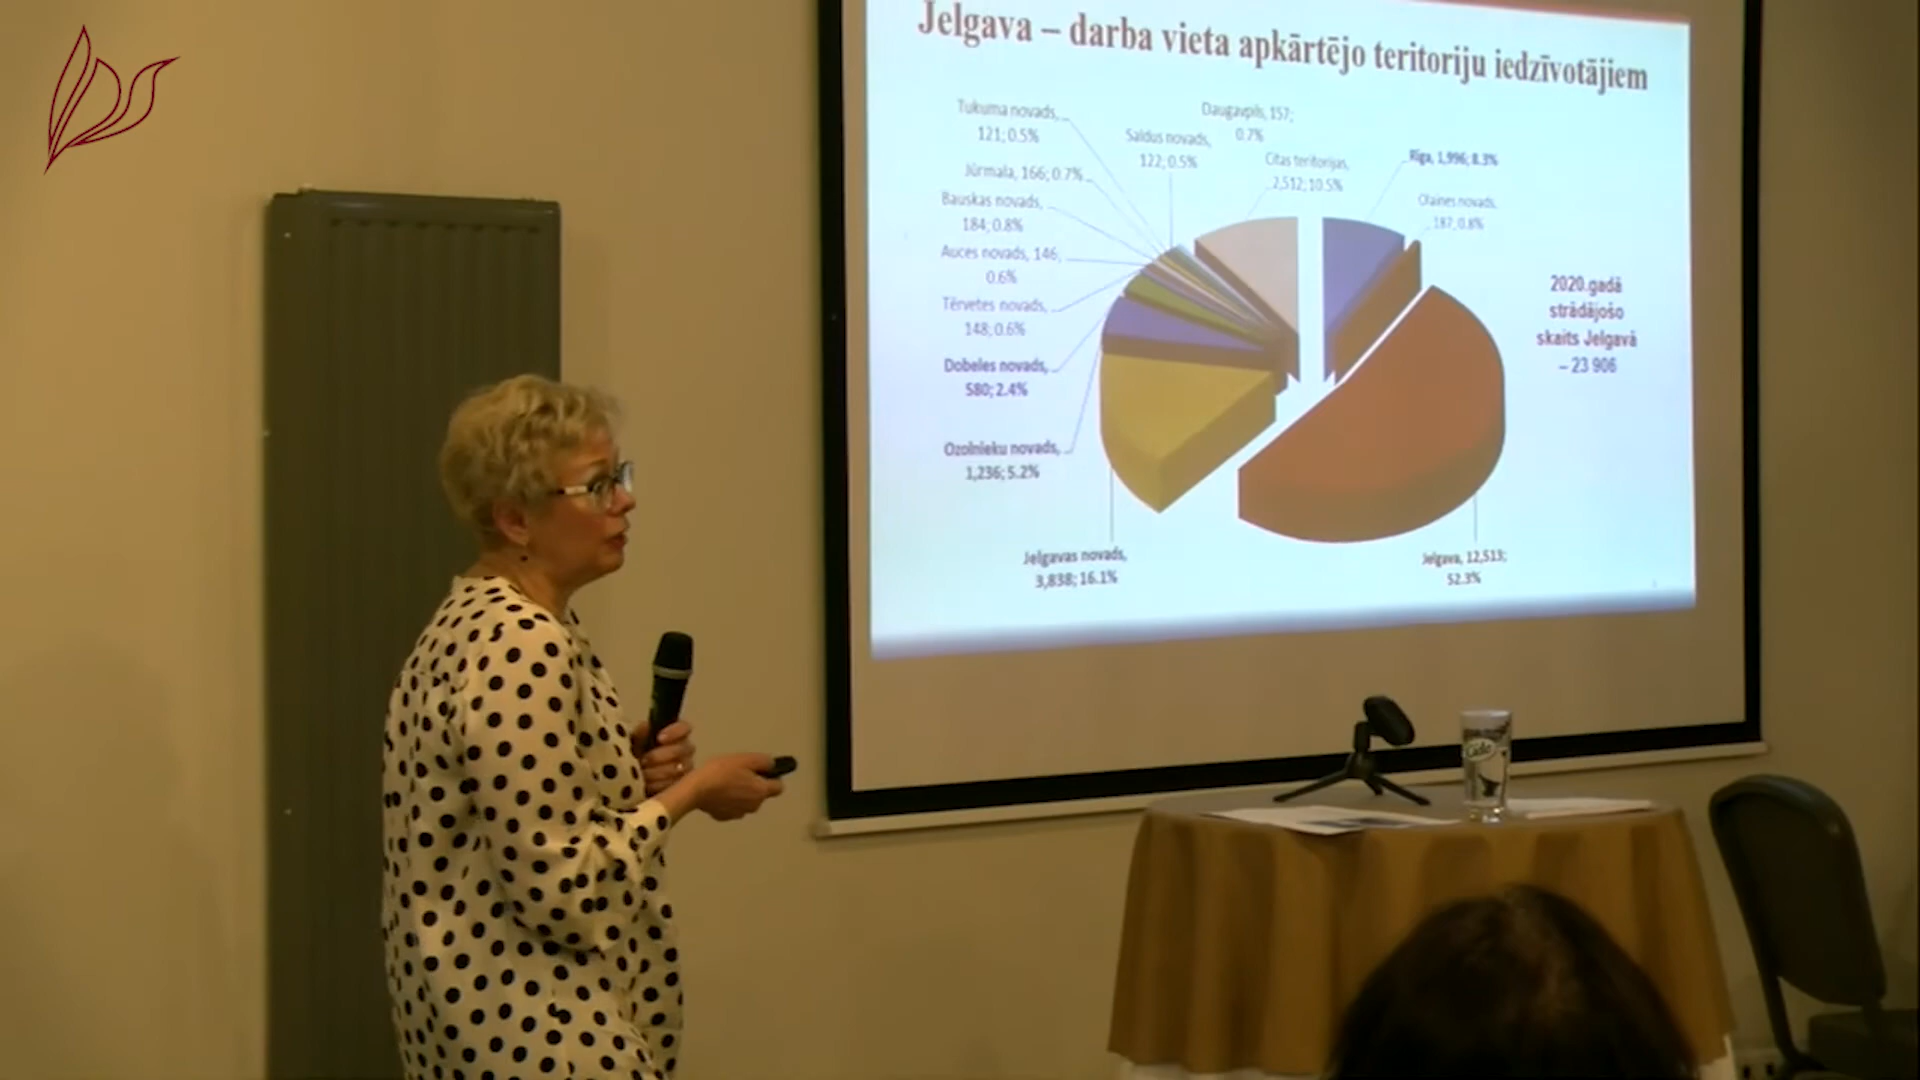 Jelgava – darba vieta apkārtējo teritoriju iedzīvotājiem
Tukuma novads,
121; 0.5%
Daugavpils, 157;
0.7%
Saldus novads,
122; 0.5%
Citas teritorijas,
2,512; 10.5%
Rīga, 1,996; 8.3%
Jūrmala, 166; 0.7%
Olaines novads,
187; 0.8%
Bauskas novads,
184; 0.8%
Auces novads, 146,
0.6%
Tērvetes novads,
148; 0.6%
Dobeles novads,
580; 2.4%
Ozolnieku novads,
1,236; 5.2%
Jelgavas novads,
3,838; 16.1%
Jelgava, 12,513;
52.3%
2020.gadā
strādājošo
skaits Jelgavā
– 23 906
Cido